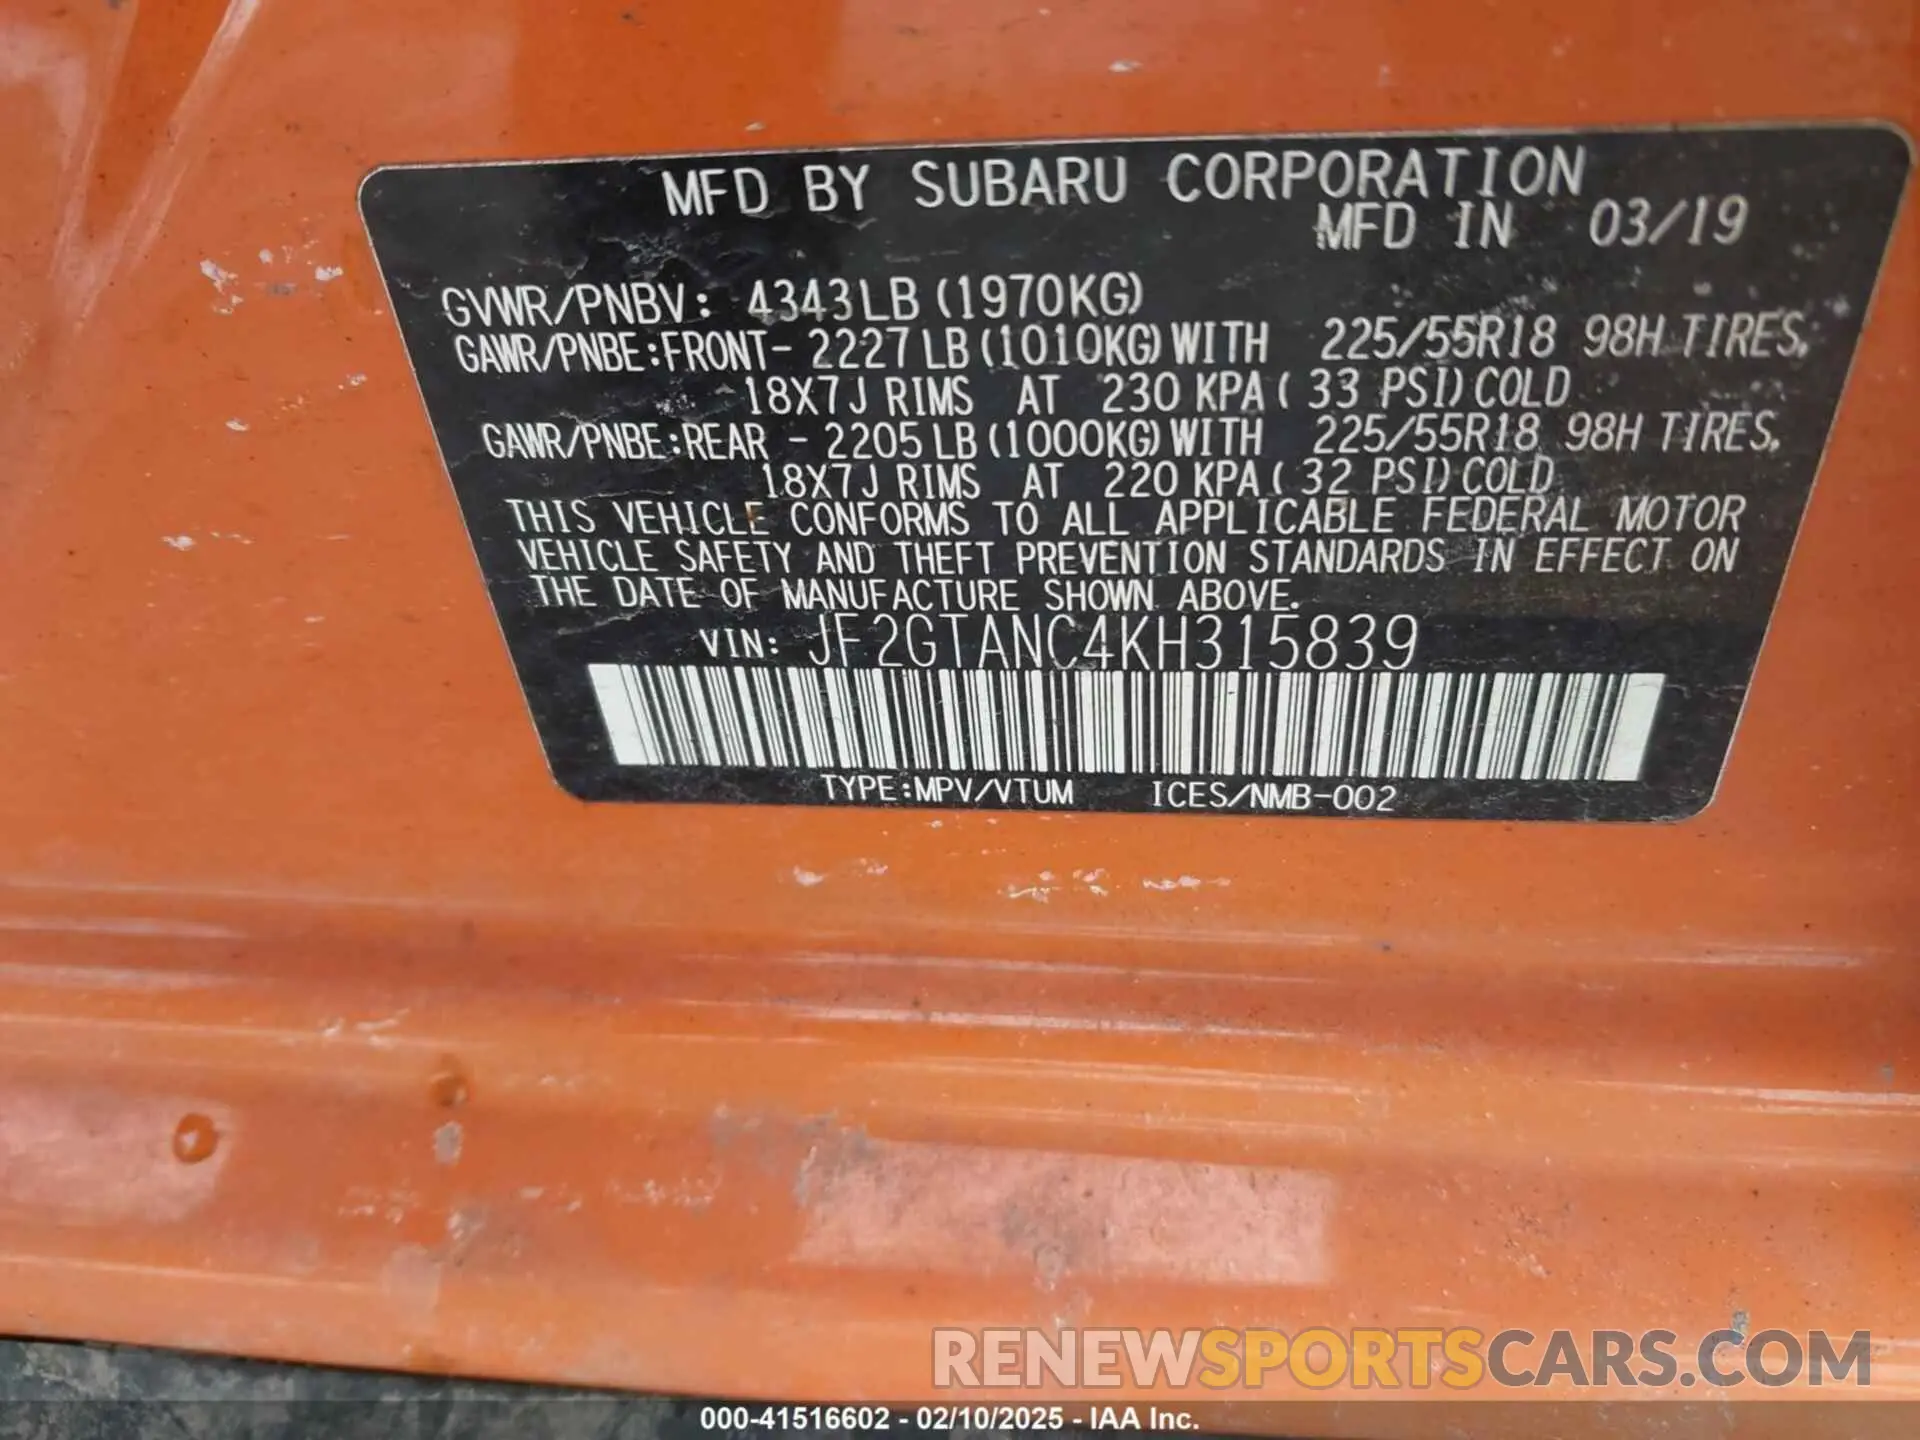 MFD BY SUBARU CORPORATION
MFD IN 03/19
GVWR/PNBV: 4343LB (1970KG)
GAWR/PNBE:FRONT- 2227 LB (1010KG) WITH 225/55R18 98H TIRES,
18X7J RIMS AT 230 KPA ( 33 PSI) COLD
GAWR/PNBE:REAR - 2205 LB (1000KG) WITH 225/55R18 98H TIRES,
18X7J RIMS AT 220 KPA ( 32 PSI) COLD
THIS VEHICLE CONFORMS TO ALL APPLICABLE FEDERAL MOTOR
VEHICLE SAFETY AND THEFT PREVENTION STANDARDS IN EFFECT ON
THE DATE OF MANUFACTURE SHOWN ABOVE.
VIN: JF2GTANC4KH315839
TYPE:MPV/VTUM ICES/NMB-002
RENEWSPORTSCARS.COM
000-41516602 - 02/10/2025 - IAA Inc.